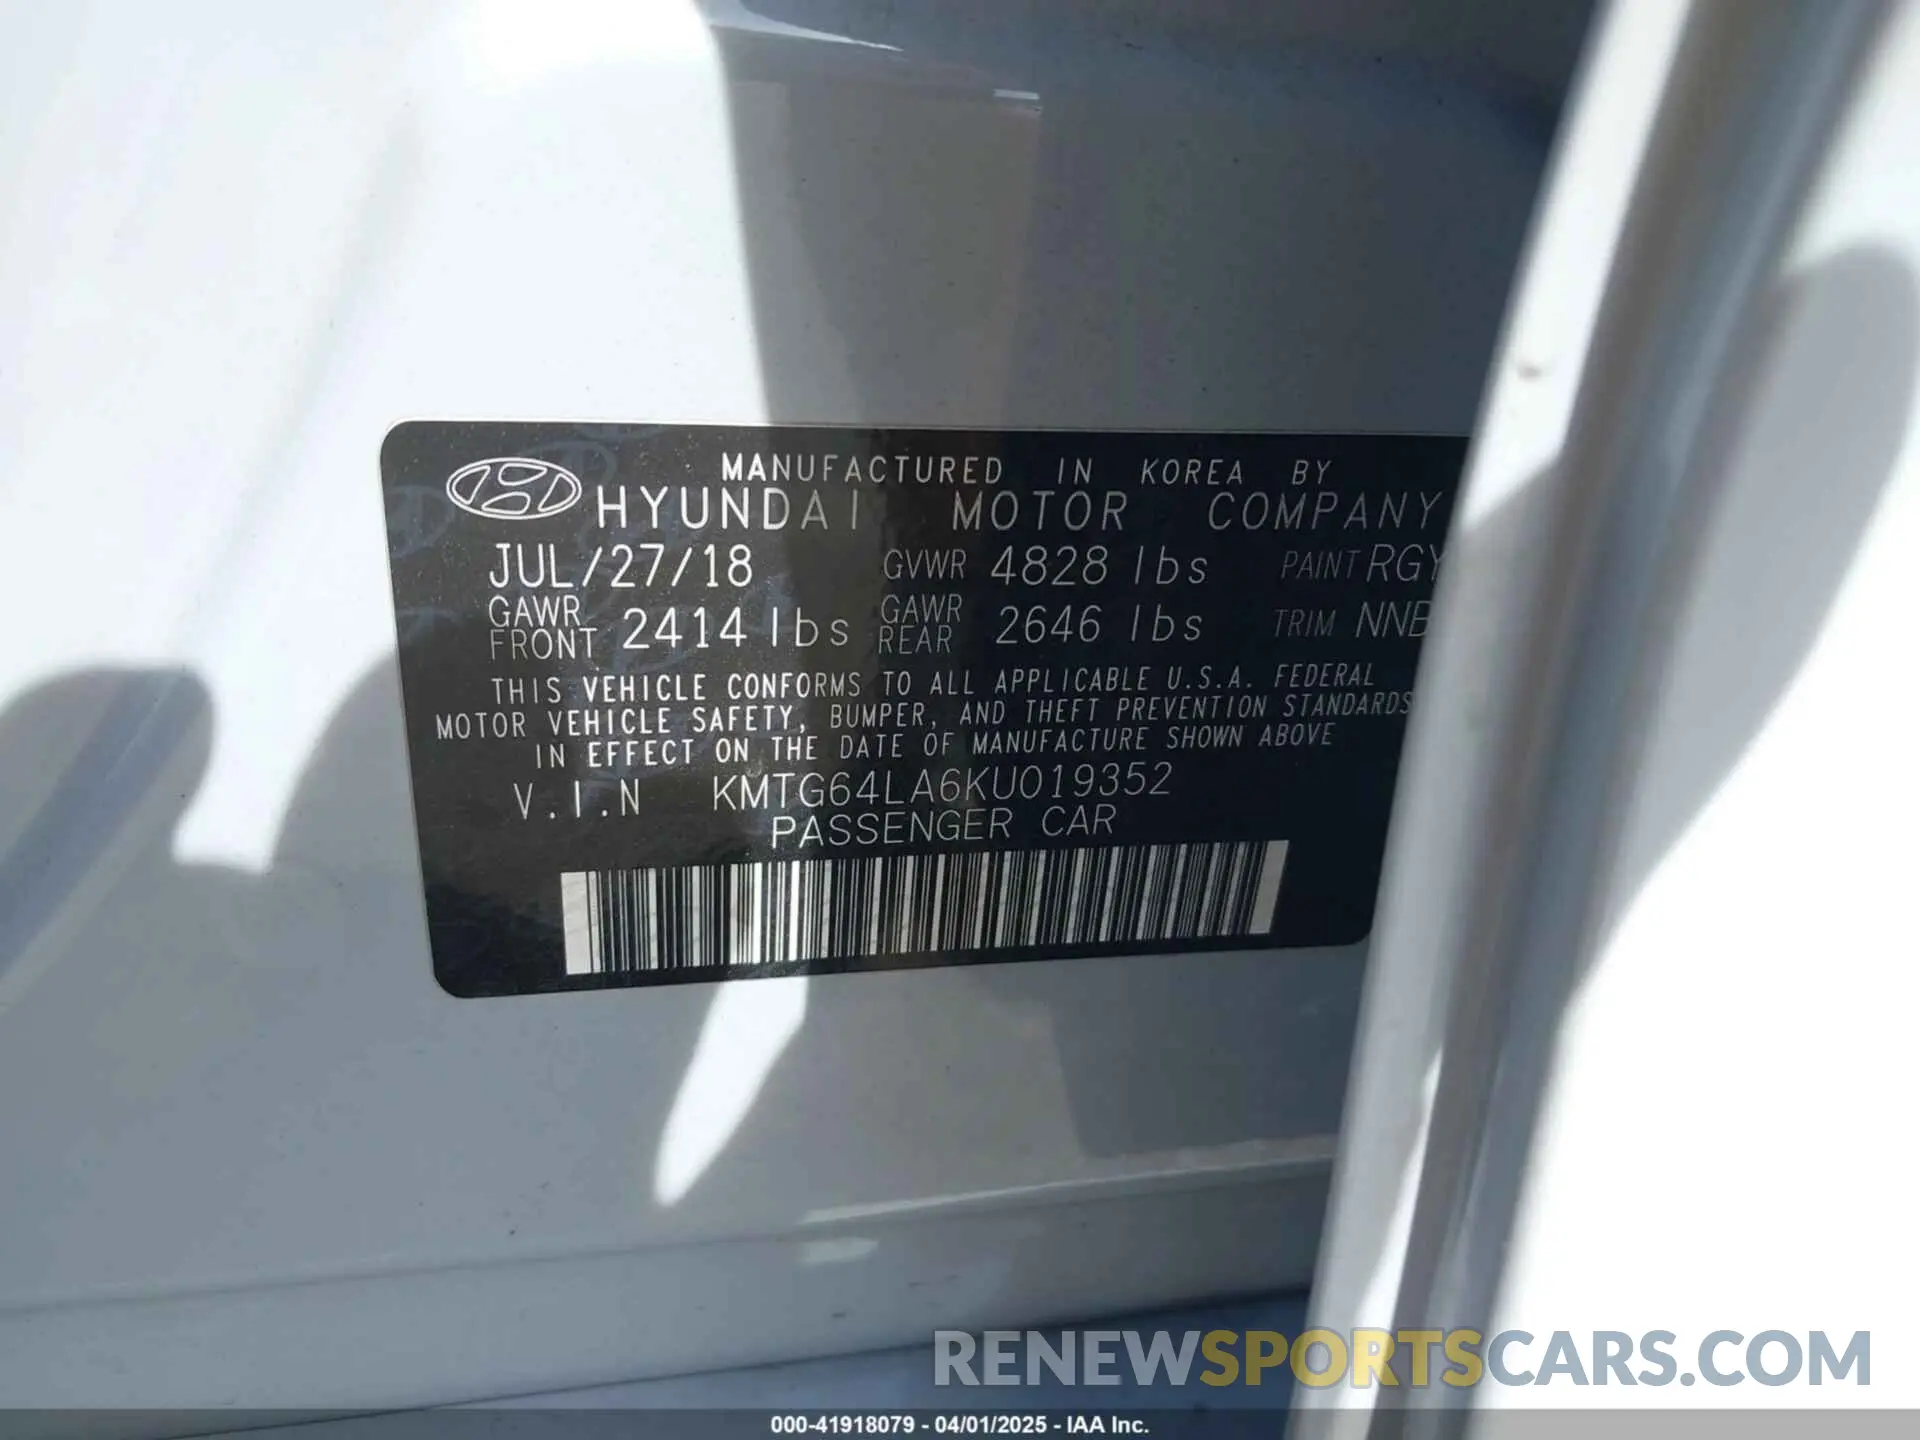 MANUFACTURED IN KOREA BY
HYUNDAI MOTOR COMPANY
JUL/27/18 GVWR 4828 lbs PAINT RGY
GAWR FRONT 2414 lbs GAWR REAR 2646 lbs TRIM NNB
THIS VEHICLE CONFORMS TO ALL APPLICABLE U.S.A. FEDERAL
MOTOR VEHICLE SAFETY, BUMPER, AND THEFT PREVENTION STANDARDS
IN EFFECT ON THE DATE OF MANUFACTURE SHOWN ABOVE
V.I.N KMTG64LA6KU019352
PASSENGER CAR
RENEWSPORTSCARS.COM
000-41918079 - 04/01/2025 - IAA Inc.